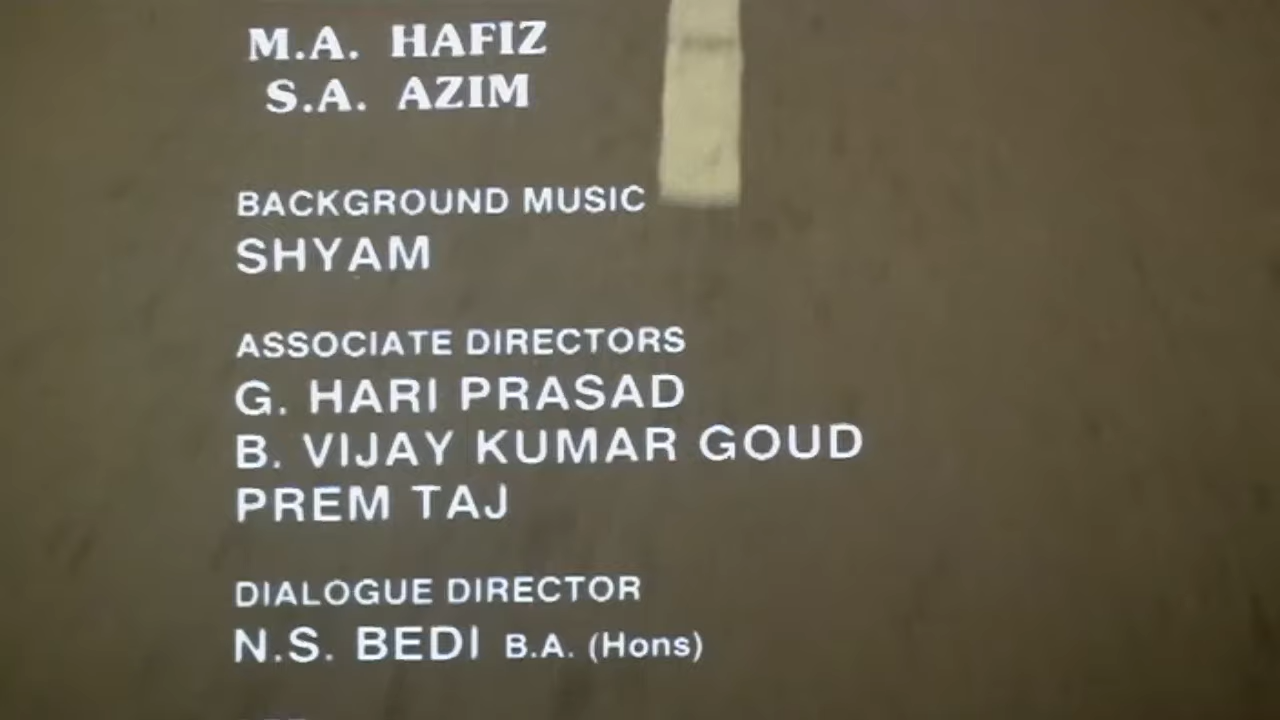 M.A. HAFIZ
S.A. AZIM
BACKGROUND MUSIC
SHYAM
ASSOCIATE DIRECTORS
G. HARI PRASAD
B. VIJAY KUMAR GOUD
PREM TAJ
DIALOGUE DIRECTOR
N.S. BEDI B.A. (Hons)